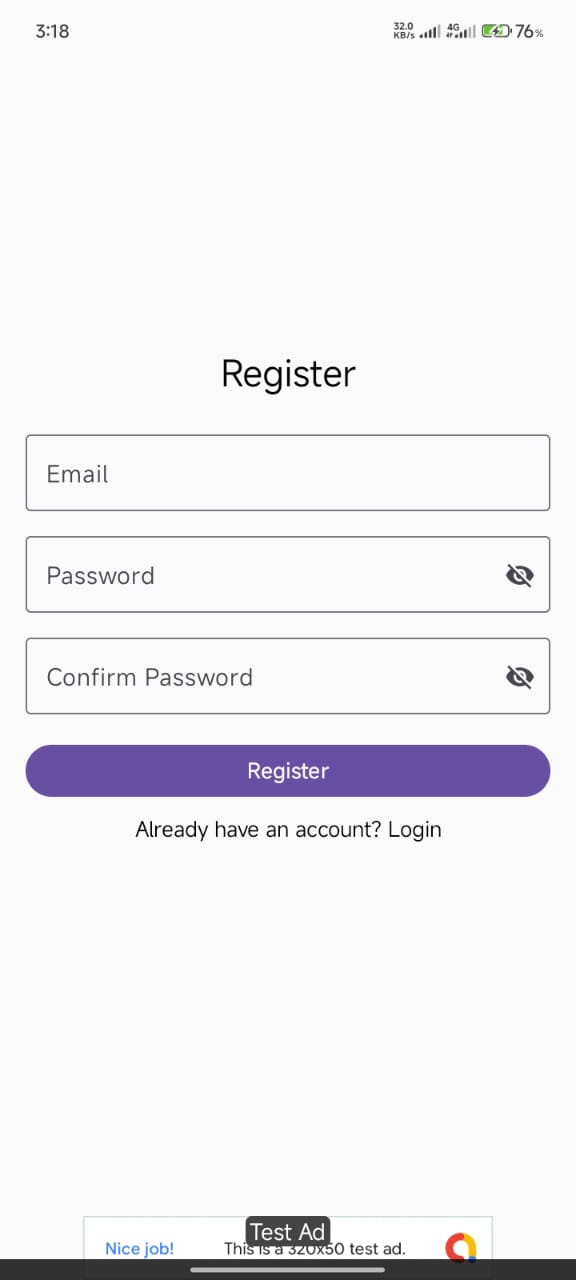 3:18
32.0
KB/s
4G
76%
Register
Email
Password
Confirm Password
Register
Already have an account? Login
Test Ad
Nice job!
This is a 320x50 test ad.